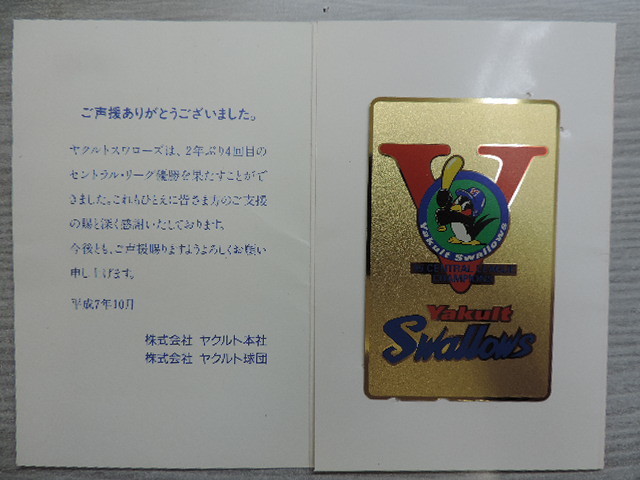 ご声援ありがとうございました。
ヤクルトスワローズは、2年ぶり4回目の
セントラル・リーグ優勝を果たすことがで
きました。これもひとえに皆さま方のご支援
の賜と深く感謝いたしております。
今後とも、ご声援賜りますようよろしくお願い
申し上げます。
平成7年10月
株式会社 ヤクルト本社
株式会社 ヤクルト球団
V
Yakult Swallows
CENTRAL LEAGUE
CHAMPIONS
Yakult
Swallows